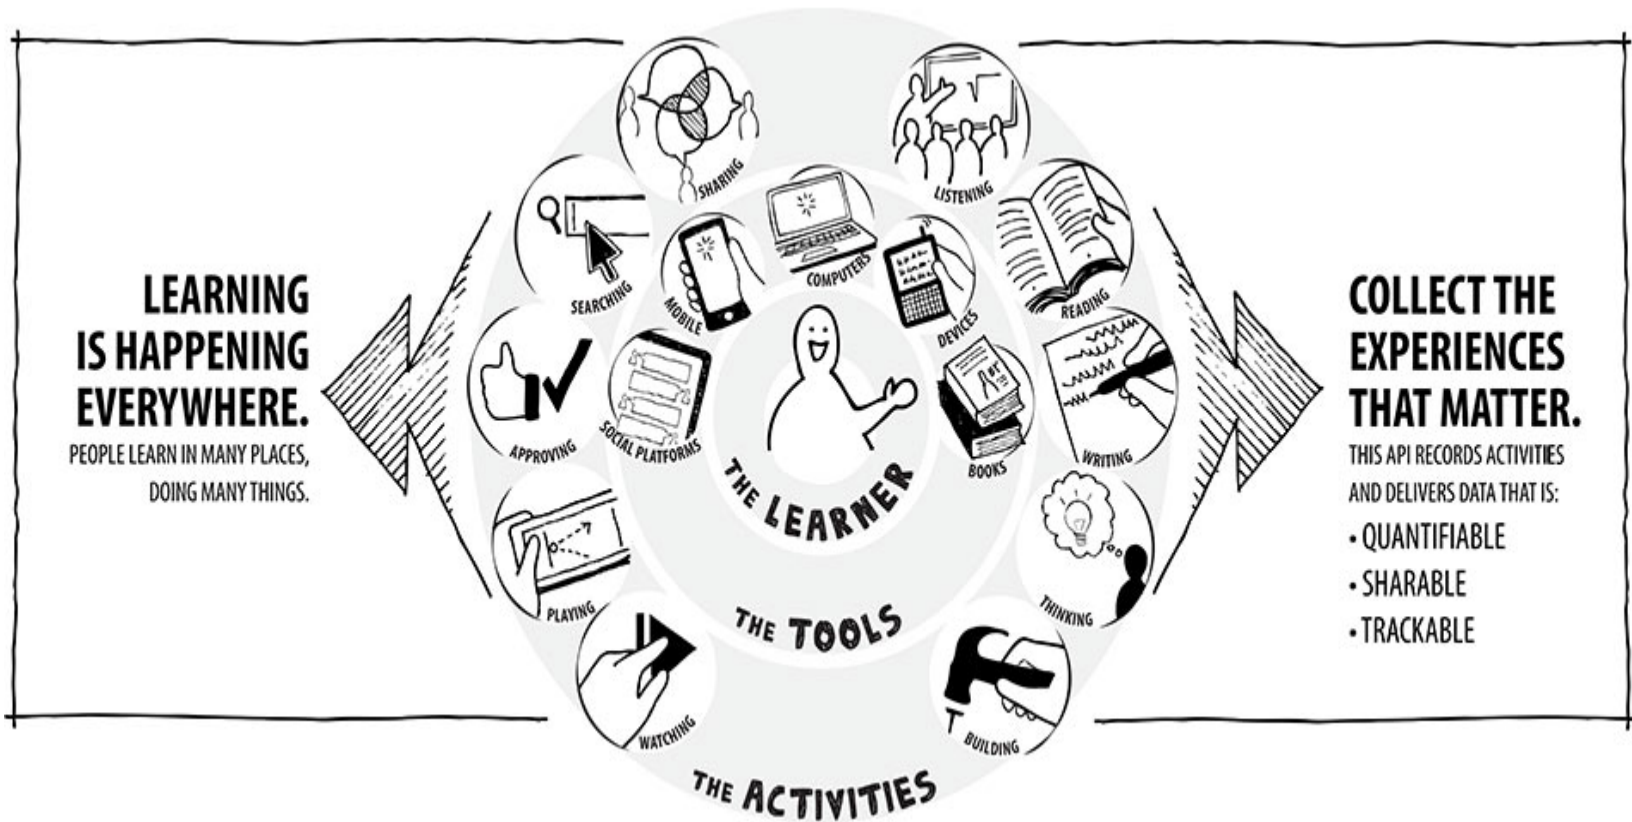 LEARNING
IS HAPPENING
EVERYWHERE.
PEOPLE LEARN IN MANY PLACES,
DOING MANY THINGS.
SHARING
SEARCHING
APPROVING
PLAYING
WATCHING
LISTENING
READING
WRITING
THINKING
BUILDING
MOBILE
COMPUTERS
DEVICES
SOCIAL PLATFORMS
BOOKS
THE LEARNER
THE TOOLS
THE ACTIVITIES
COLLECT THE
EXPERIENCES
THAT MATTER.
THIS API RECORDS ACTIVITIES
AND DELIVERS DATA THAT IS:
• QUANTIFIABLE
• SHARABLE
• TRACKABLE